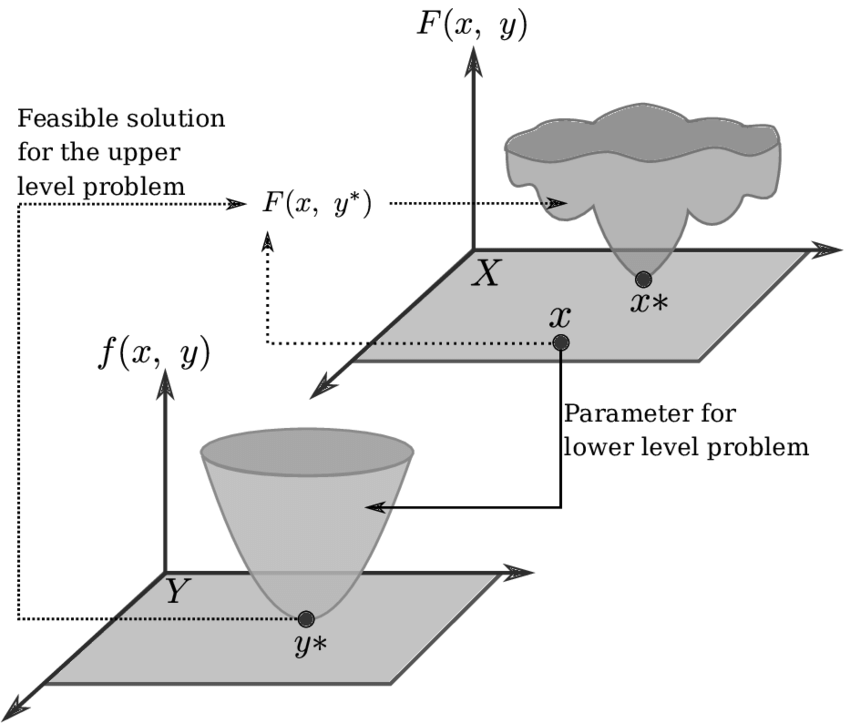 F(x, y)
Feasible solution
for the upper
level problem
F(x, y*)
X
x*
x
f(x, y)
Parameter for
lower level problem
Y
y*